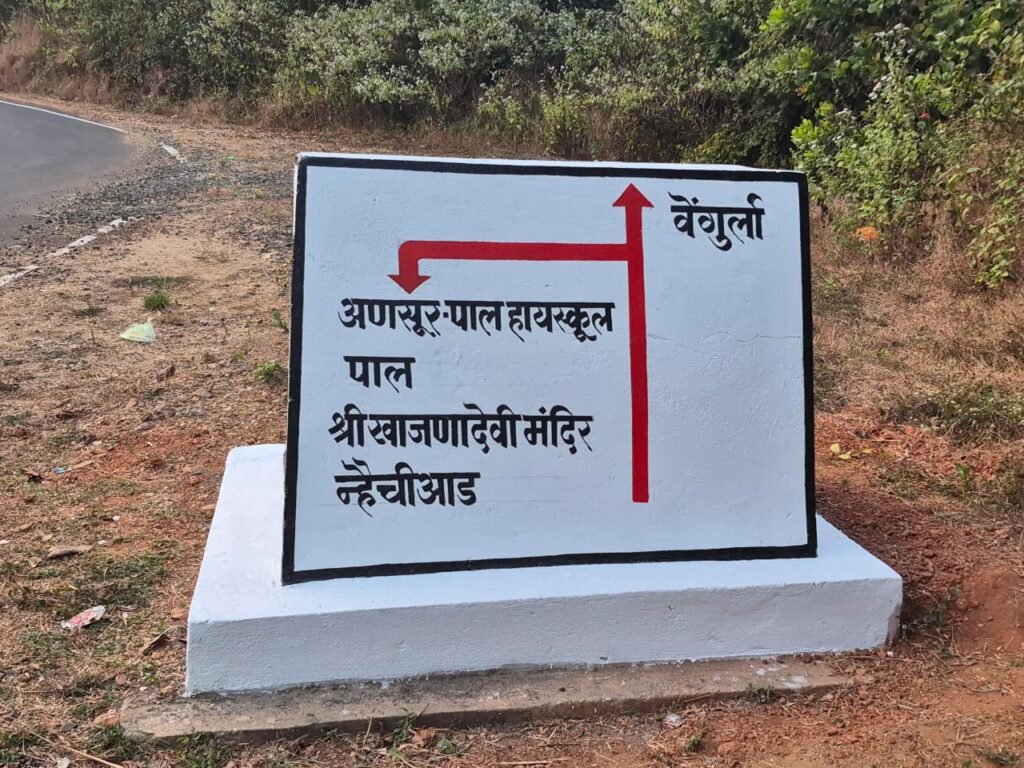 वेंगुर्ला
अणसूर-पाल हायस्कूल
पाल
श्री खाजणादेवी मंदिर
न्हैचीआड